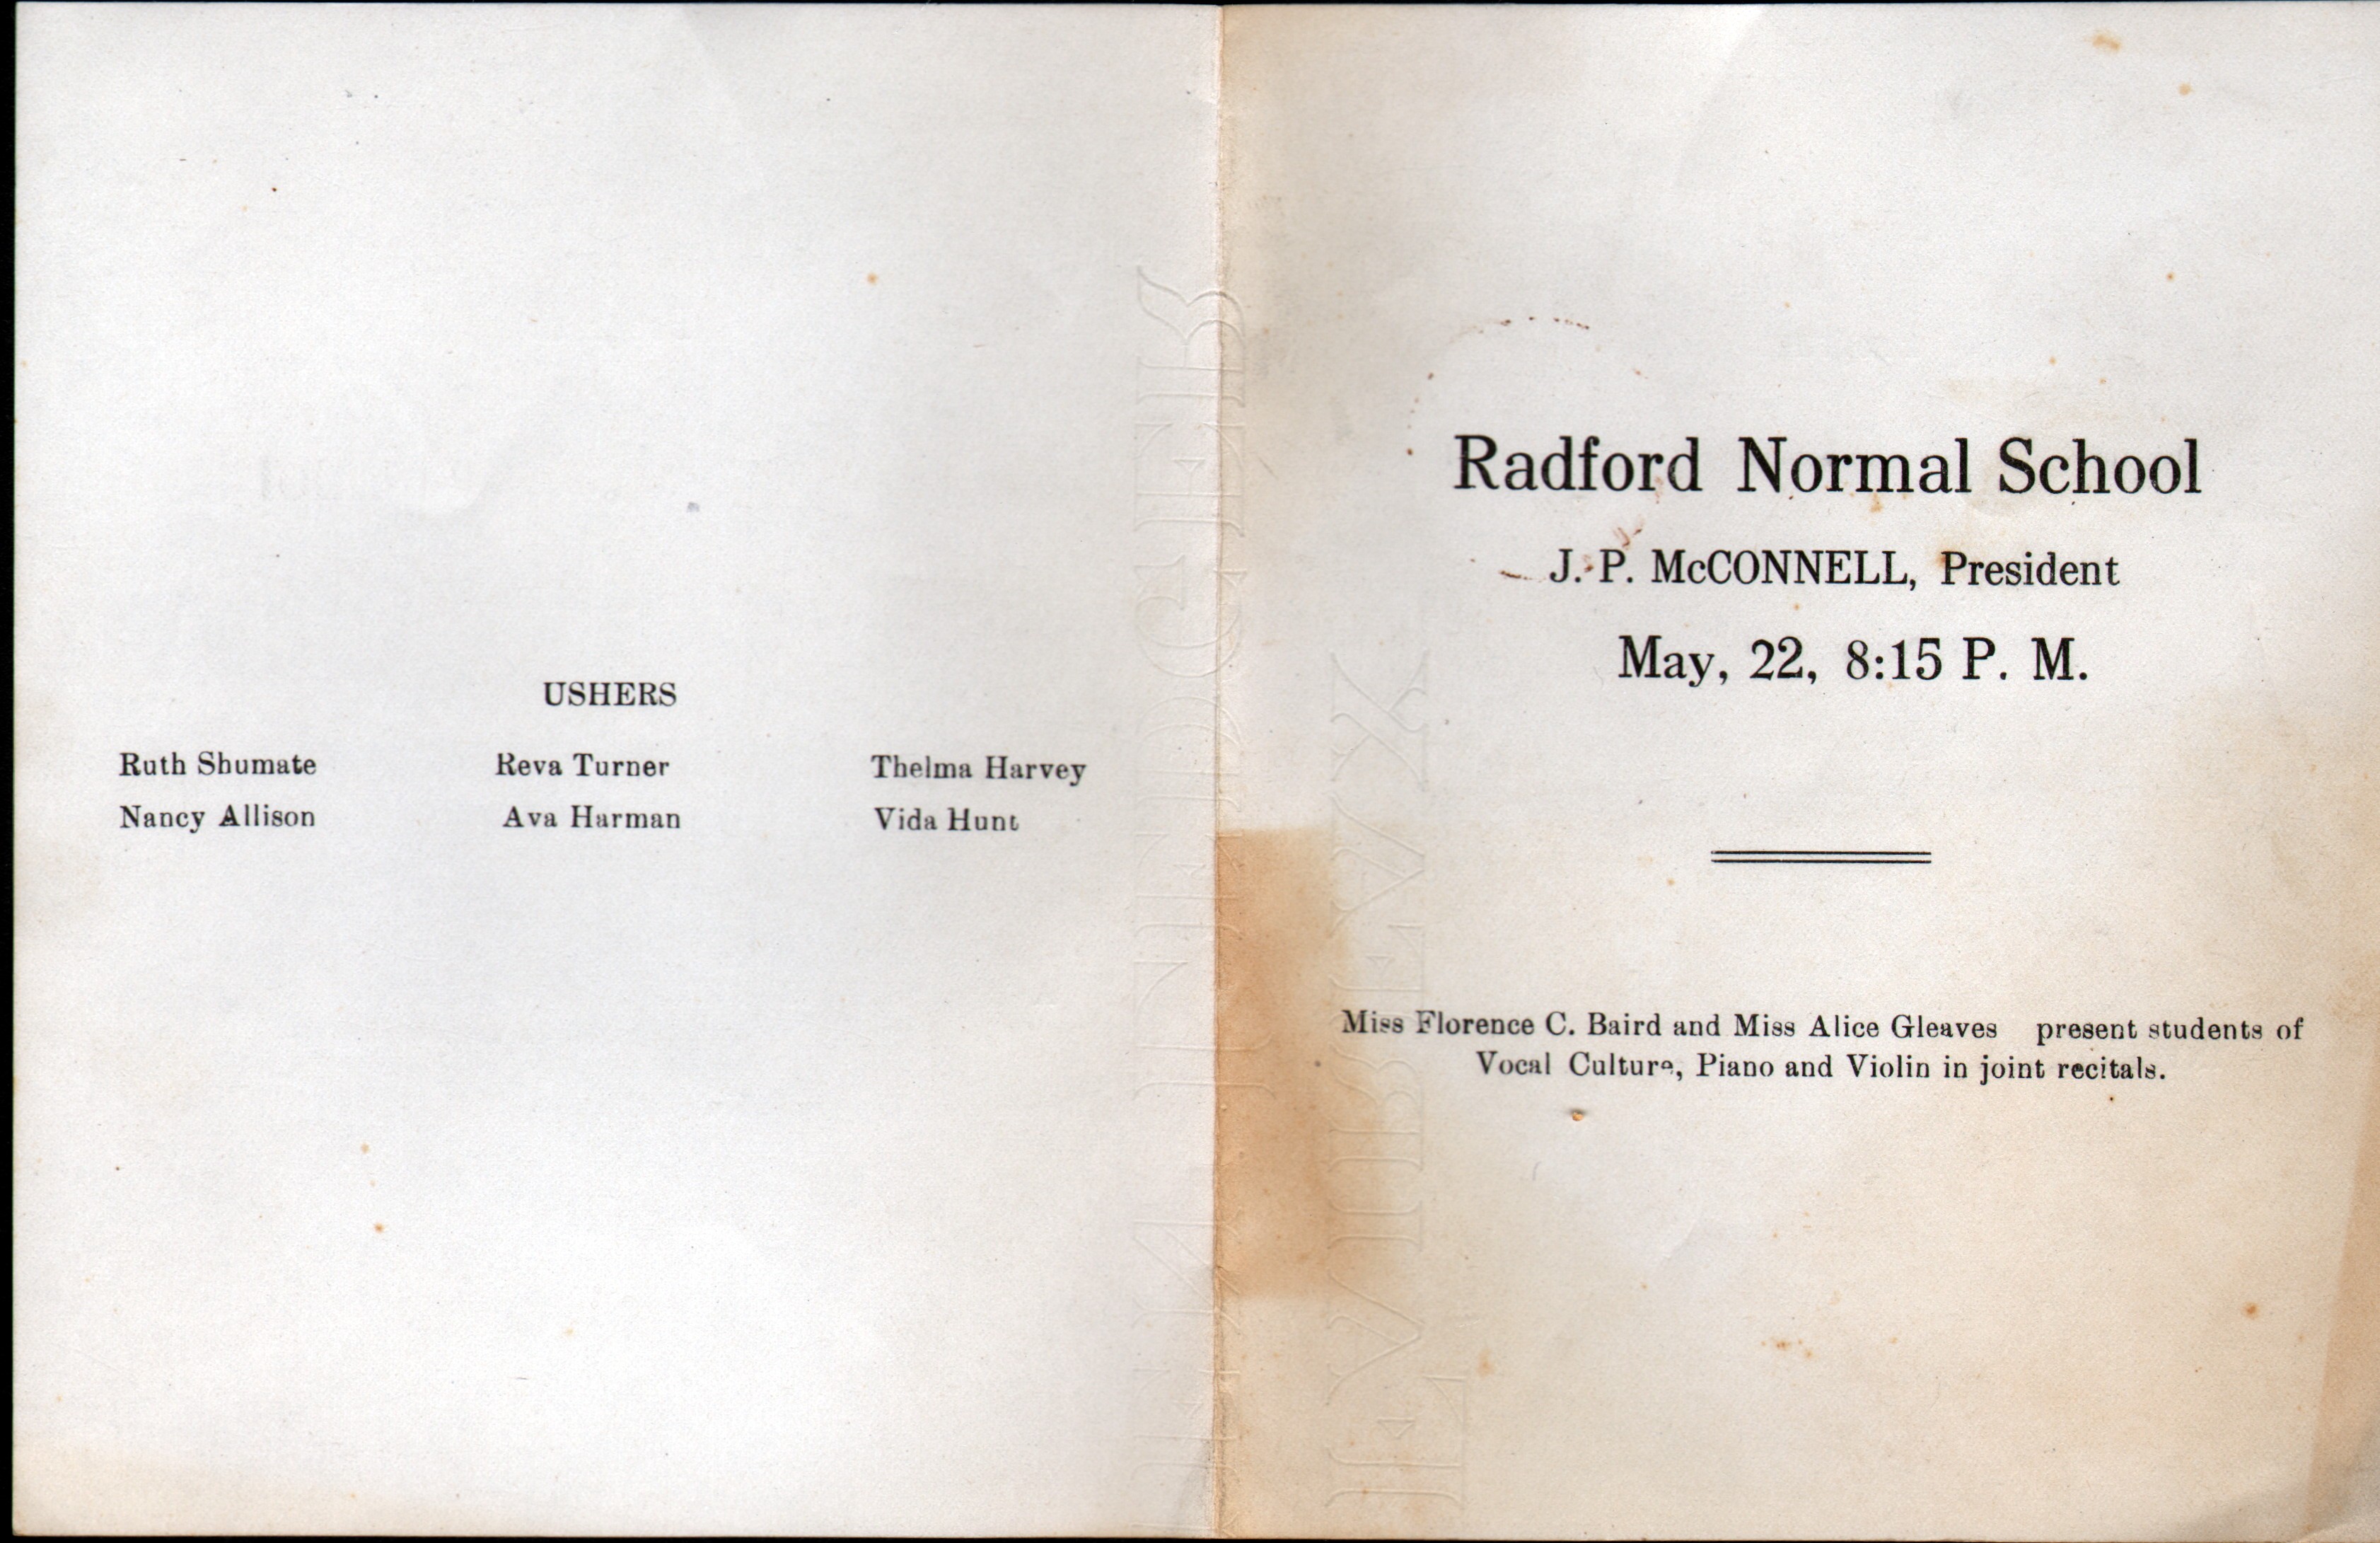 USHERS
Ruth Shumate Reva Turner Thelma Harvey
Nancy Allison Ava Harman Vida Hunt
Radford Normal School
J. P. McCONNELL, President
May, 22, 8:15 P. M.
Miss Florence C. Baird and Miss Alice Gleaves present students of
Vocal Culture, Piano and Violin in joint recitals.